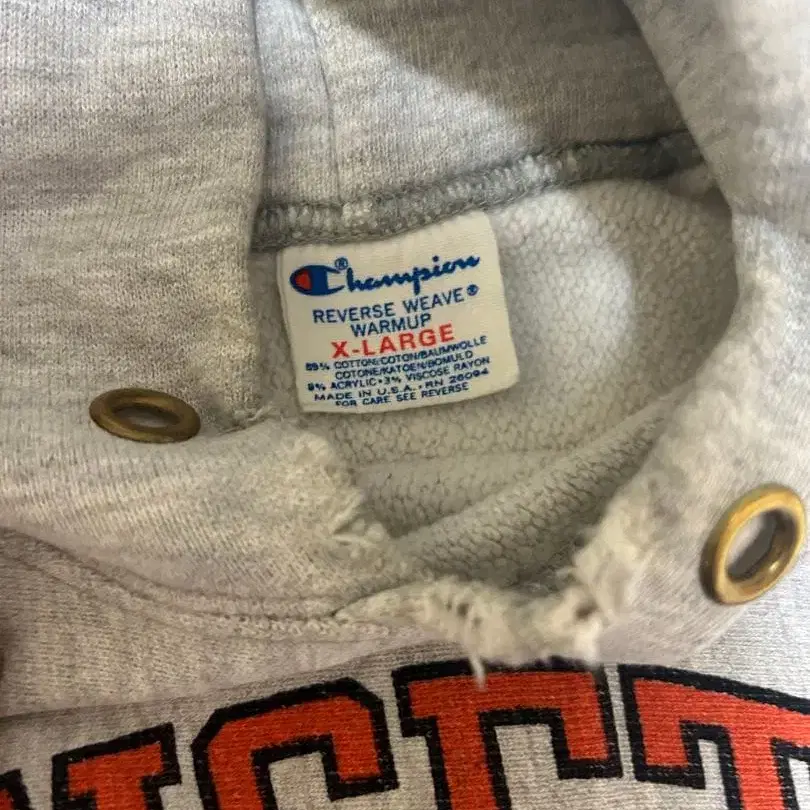 Champion®
REVERSE WEAVE®
WARMUP
X-LARGE
89% COTTON/COTON/BAUMWOLLE
COTONE/KATOEN/BOMULD
8% ACRYLIC•3% VISCOSE RAYON
MADE IN U.S.A.•RN 26094
FOR CARE SEE REVERSE